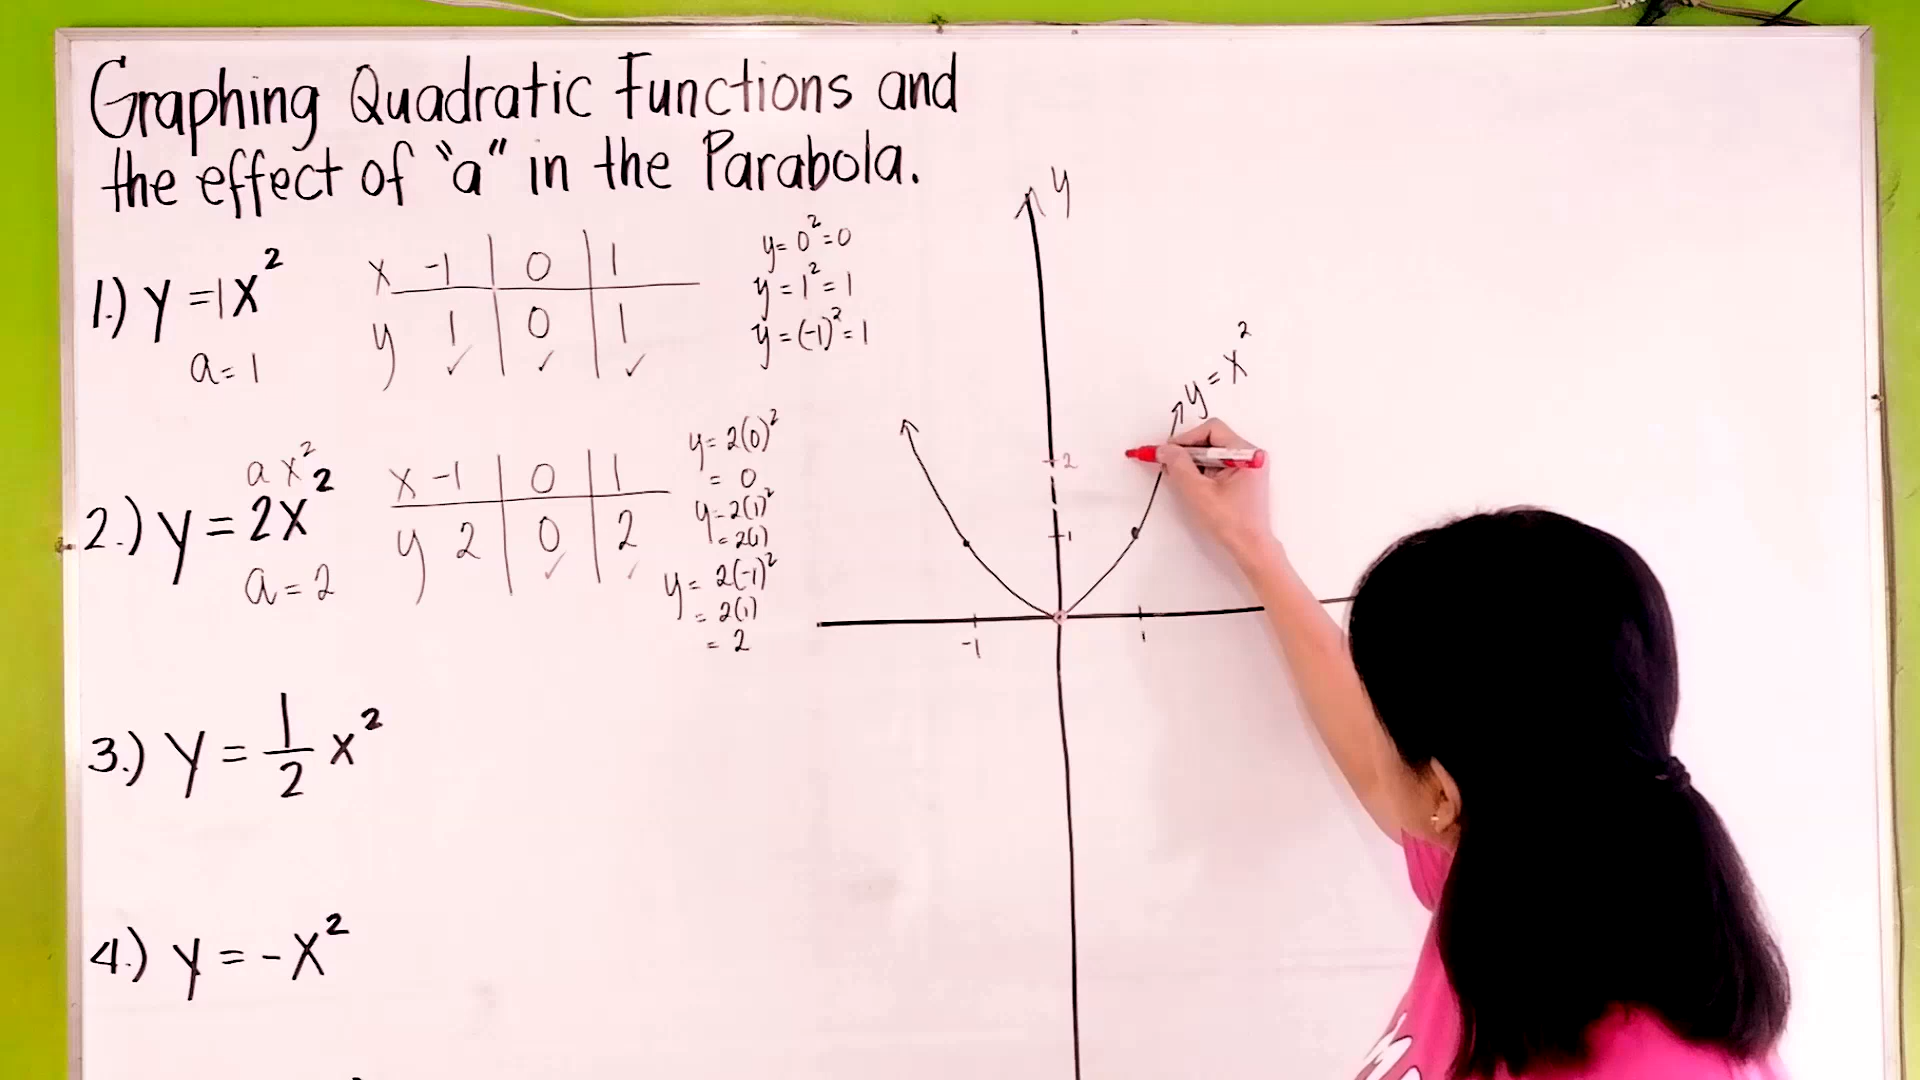 Graphing Quadratic Functions and
the effect of "a" in the Parabola.
1.) y = 1x²
a = 1
x -1 0 1
y 1 0 1
y = 0² = 0
y = 1² = 1
y = (-1)² = 1
ax²
2.) y = 2x²
a = 2
x -1 0 1
y 2 0 2
y = 2(0)²
= 0
y = 2(1)²
= 2(1)
y = 2(-1)²
= 2(1)
= 2
3.) y = 1/2 x²
4.) y = -x²
y
y = x²
2
1
-1 1